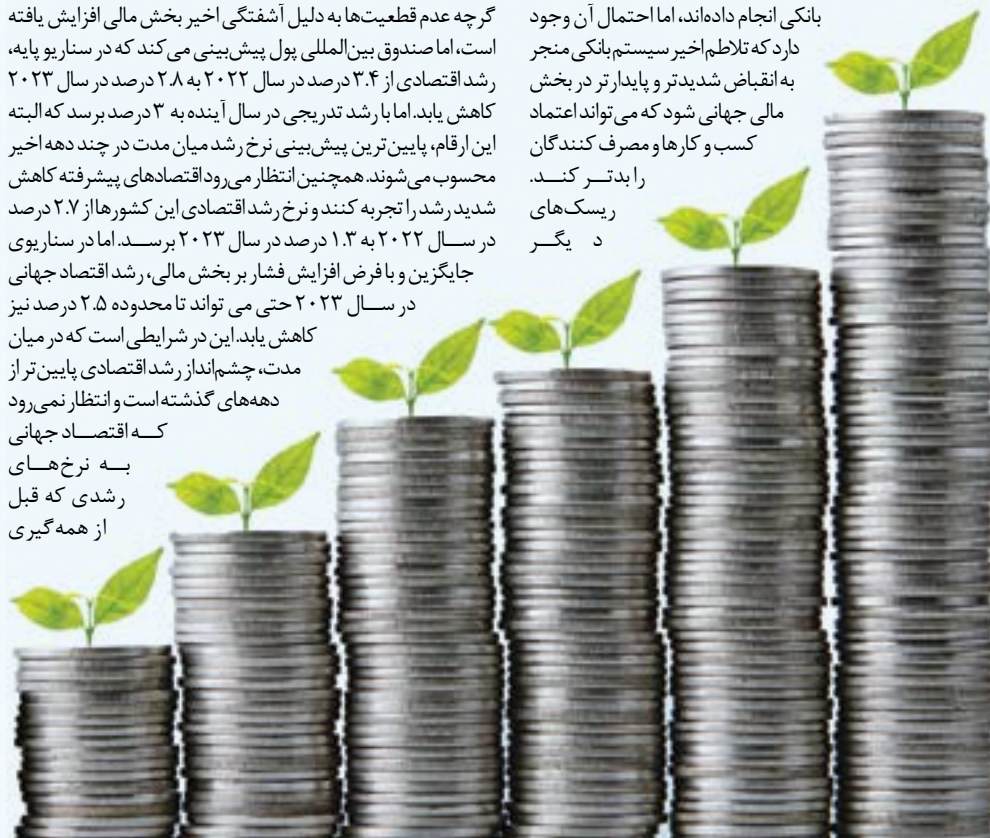 بانکی انجام داده‌اند، اما احتمال آن وجود
دارد که تلاطم اخیر سیستم بانکی منجر
به انقباض شدیدتر و پایدارتر در بخش
مالی جهانی شود که می‌تواند اعتماد
کسب و کارها و مصرف کنندگان
را بدتـــر کنـــد.
ریسک‌های
د یگـــر
گرچه عدم قطعیت‌ها به دلیل آشفتگی اخیر بخش مالی افزایش یافته
است، اما صندوق بین‌المللی پول پیش‌بینی می‌کند که در سناریو پایه،
رشد اقتصادی از ۳.۴ درصد در سال ۲۰۲۲ به ۲.۸ درصد در سال ۲۰۲۳
کاهش یابد. اما با رشد تدریجی در سال آینده به ۳ درصد برسد که البته
این ارقام، پایین‌ترین پیش‌بینی نرخ رشد میان مدت در چند دهه اخیر
محسوب می‌شوند. همچنین انتظار می‌رود اقتصادهای پیشرفته کاهش
شدید رشد را تجربه کنند و نرخ رشد اقتصادی این کشورها از ۲.۷ درصد
در ســـال ۲۰۲۲ به ۱.۳ درصد در سال ۲۰۲۳ برســـد. اما در سناریوی
جایگزین و با فرض افزایش فشار بر بخش مالی، رشد اقتصاد جهانی
در ســـال ۲۰۲۳ حتی می تواند تا محدوده ۲.۵ درصد نیز
کاهش یابد. این در شرایطی است که در میان
مدت، چشم‌انداز رشد اقتصادی پایین‌تر از
دهه‌های گذشته است و انتظار نمی‌رود
کـــه اقتصـــاد جهانی
بـــه نرخ‌هـــای
رشدی که قبل
از همه گیری